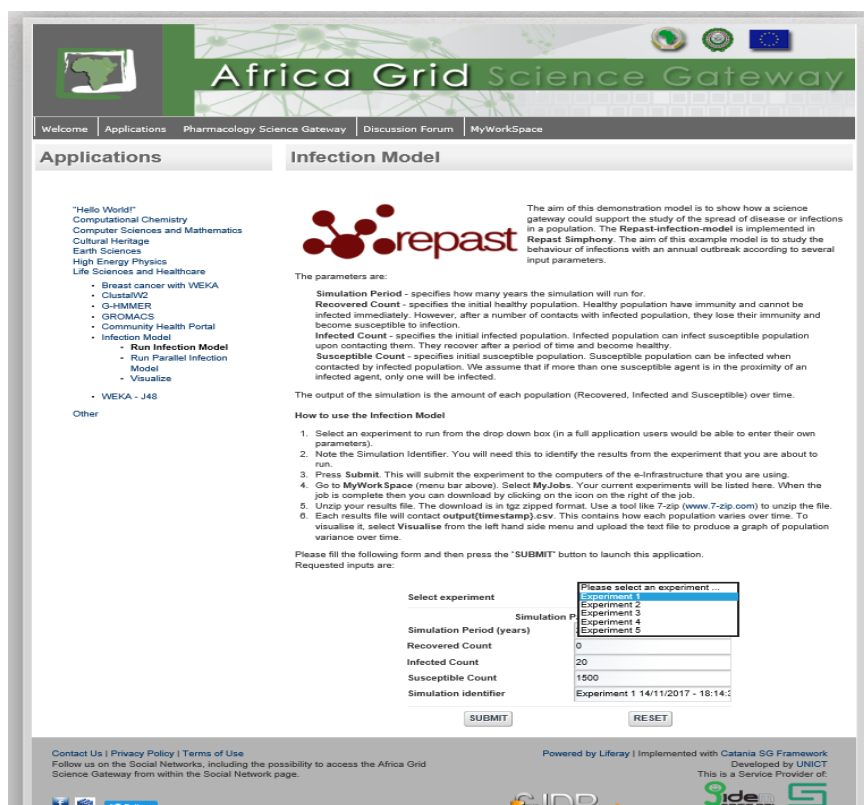 Africa Grid Science Gateway
Welcome Applications Pharmacology Science Gateway Discussion Forum MyWorkSpace
Applications
"Hello World!"
Computational Chemistry
Computer Sciences and Mathematics
Cultural Heritage
Earth Sciences
High Energy Physics
Life Sciences and Healthcare
Breast cancer with WEKA
ClustalW2
G-HMMER
GROMACS
Community Health Portal
Infection Model
Run Infection Model
Run Parallel Infection
Model
Visualize
WEKA - J48
Other
Infection Model
repast
The aim of this demonstration model is to show how a science
gateway could support the study of the spread of disease or infections
in a population. The Repast-infection-model is implemented in
Repast Simphony. The aim of this example model is to study the
behaviour of infections with an annual outbreak according to several
input parameters.
The parameters are:
Simulation Period - specifies how many years the simulation will run for.
Recovered Count - specifies the initial healthy population. Healthy population have immunity and cannot be
infected immediately. However, after a number of contacts with infected population, they lose their immunity and
become susceptible to infection.
Infected Count - specifies the initial infected population. Infected population can infect susceptible population
upon contacting them. They recover after a period of time and become healthy.
Susceptible Count - specifies initial susceptible population. Susceptible population can be infected when
contacted by infected population. We assume that if more than one susceptible agent is in the proximity of an
infected agent, only one will be infected.
The output of the simulation is the amount of each population (Recovered, Infected and Susceptible) over time.
How to use the Infection Model
1. Select an experiment to run from the drop down box (in a full application users would be able to enter their own
parameters).
2. Note the Simulation Identifier. You will need this to identify the results from the experiment that you are about to
run.
3. Press Submit. This will submit the experiment to the computers of the e-Infrastructure that you are using.
4. Go to MyWorkSpace (menu bar above). Select MyJobs. Your current experiments will be listed here. When the
job is complete then you can download by clicking on the icon on the right of the job.
5. Unzip your results file. The download is in tgz zipped format. Use a tool like 7-zip (www.7-zip.com) to unzip the file.
6. Each results file will contact output{timestamp}.csv. This contains how each population varies over time. To
visualise it, select Visualise from the left hand side menu and upload the text file to produce a graph of population
variance over time.
Please fill the following form and then press the "SUBMIT" button to launch this application.
Requested inputs are:
Select experiment
Please select an experiment ...
Experiment 1
Experiment 2
Experiment 3
Experiment 4
Experiment 5
Simulation P
Simulation Period (years)
Recovered Count 0
Infected Count 20
Susceptible Count 1500
Simulation identifier Experiment 1 14/11/2017 - 18:14:3
SUBMIT RESET
Contact Us | Privacy Policy | Terms of Use
Follow us on the Social Networks, including the possibility to access the Africa Grid
Science Gateway from within the Social Network page.
Powered by Liferay | Implemented with Catania SG Framework
Developed by UNICT
This is a Service Provider of: